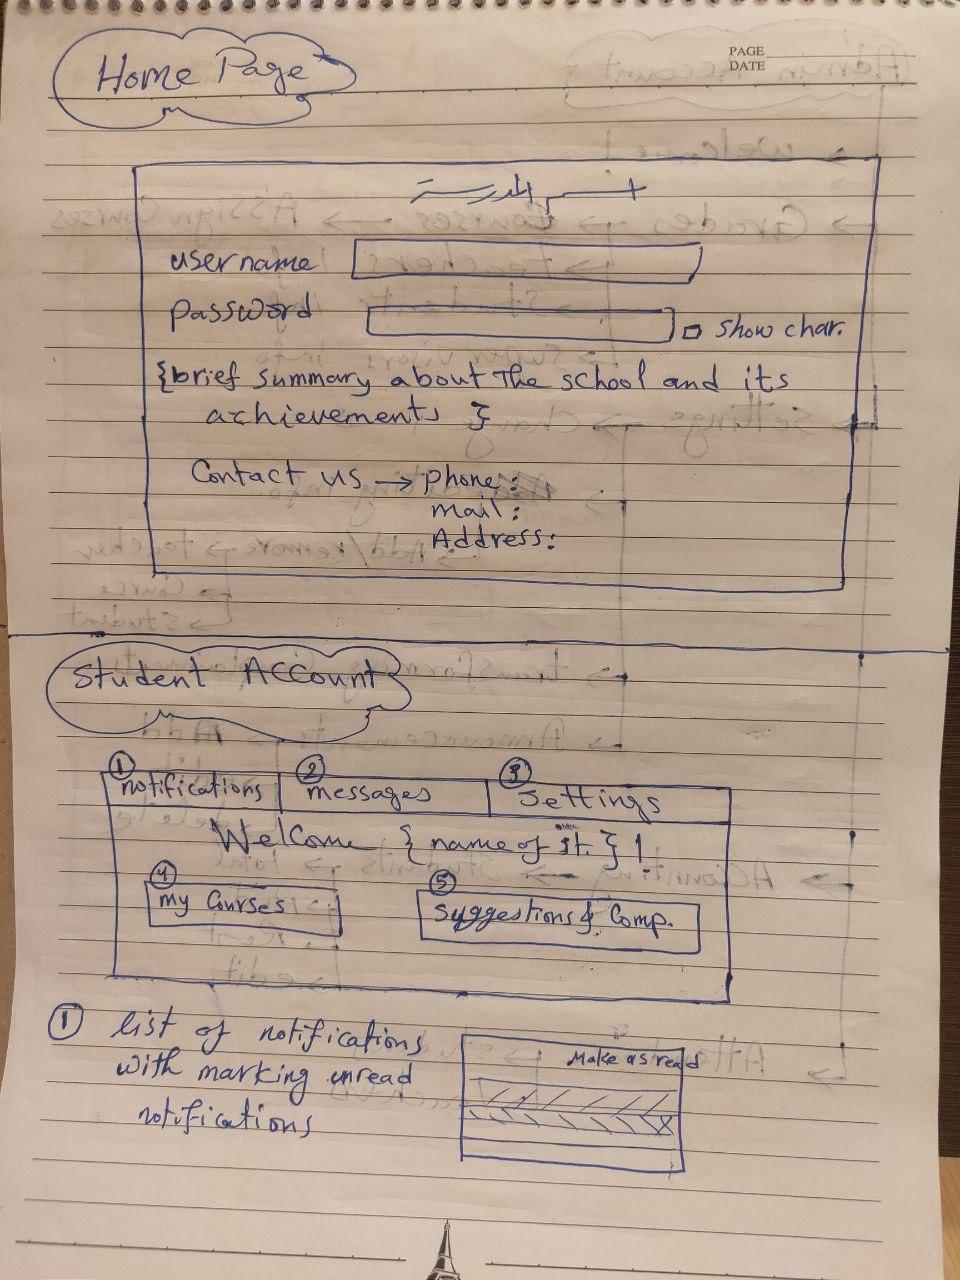 PAGE
DATE
Home Page
username
password
show char.
{brief summary about The school and its
achievements }
Contact us → phone:
mail:
Address:
Student Account
1 notifications 2 messages 3 settings
Welcome { name of st. } !
4 my Courses 5 Suggestions & Comp.
1 list of notifications
with marking unread
notifications
Make as read